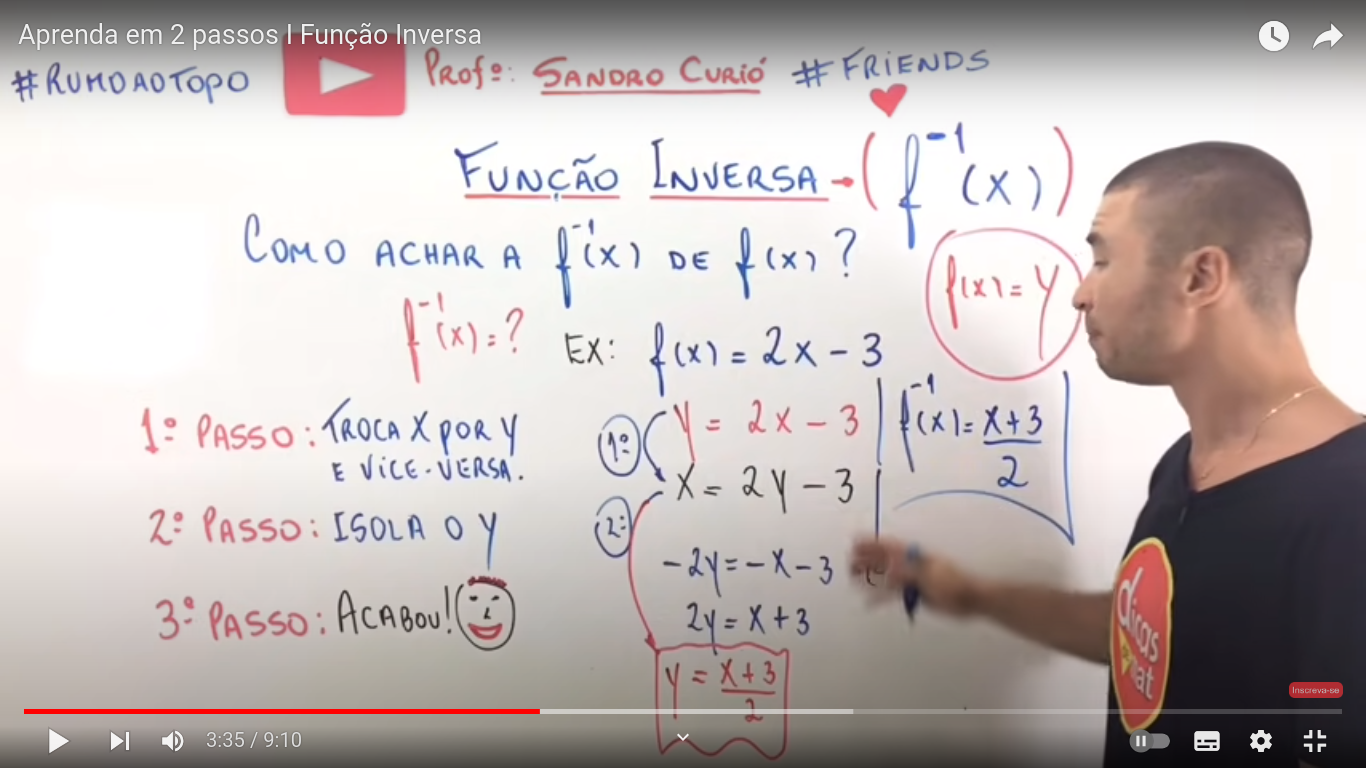 Aprenda em 2 passos | Função Inversa
#RUMOAOTOPO Profº: SANDRO CURIÓ #FRIENDS
FUNÇÃO INVERSA → (f⁻¹(x))
COMO ACHAR A f⁻¹(x) DE f(x)?
f(x) = y
f⁻¹(x) = ? EX: f(x) = 2x - 3
1º PASSO: TROCA X POR Y
E VICE-VERSA.
2º PASSO: ISOLA O Y
3º PASSO: ACABOU!
1º y = 2x - 3
x = 2y - 3
2º
-2y = -x - 3
2y = x + 3
y = x + 3
2
f⁻¹(x) = x + 3
2
dicas
mat
Inscreva-se
3:35 / 9:10